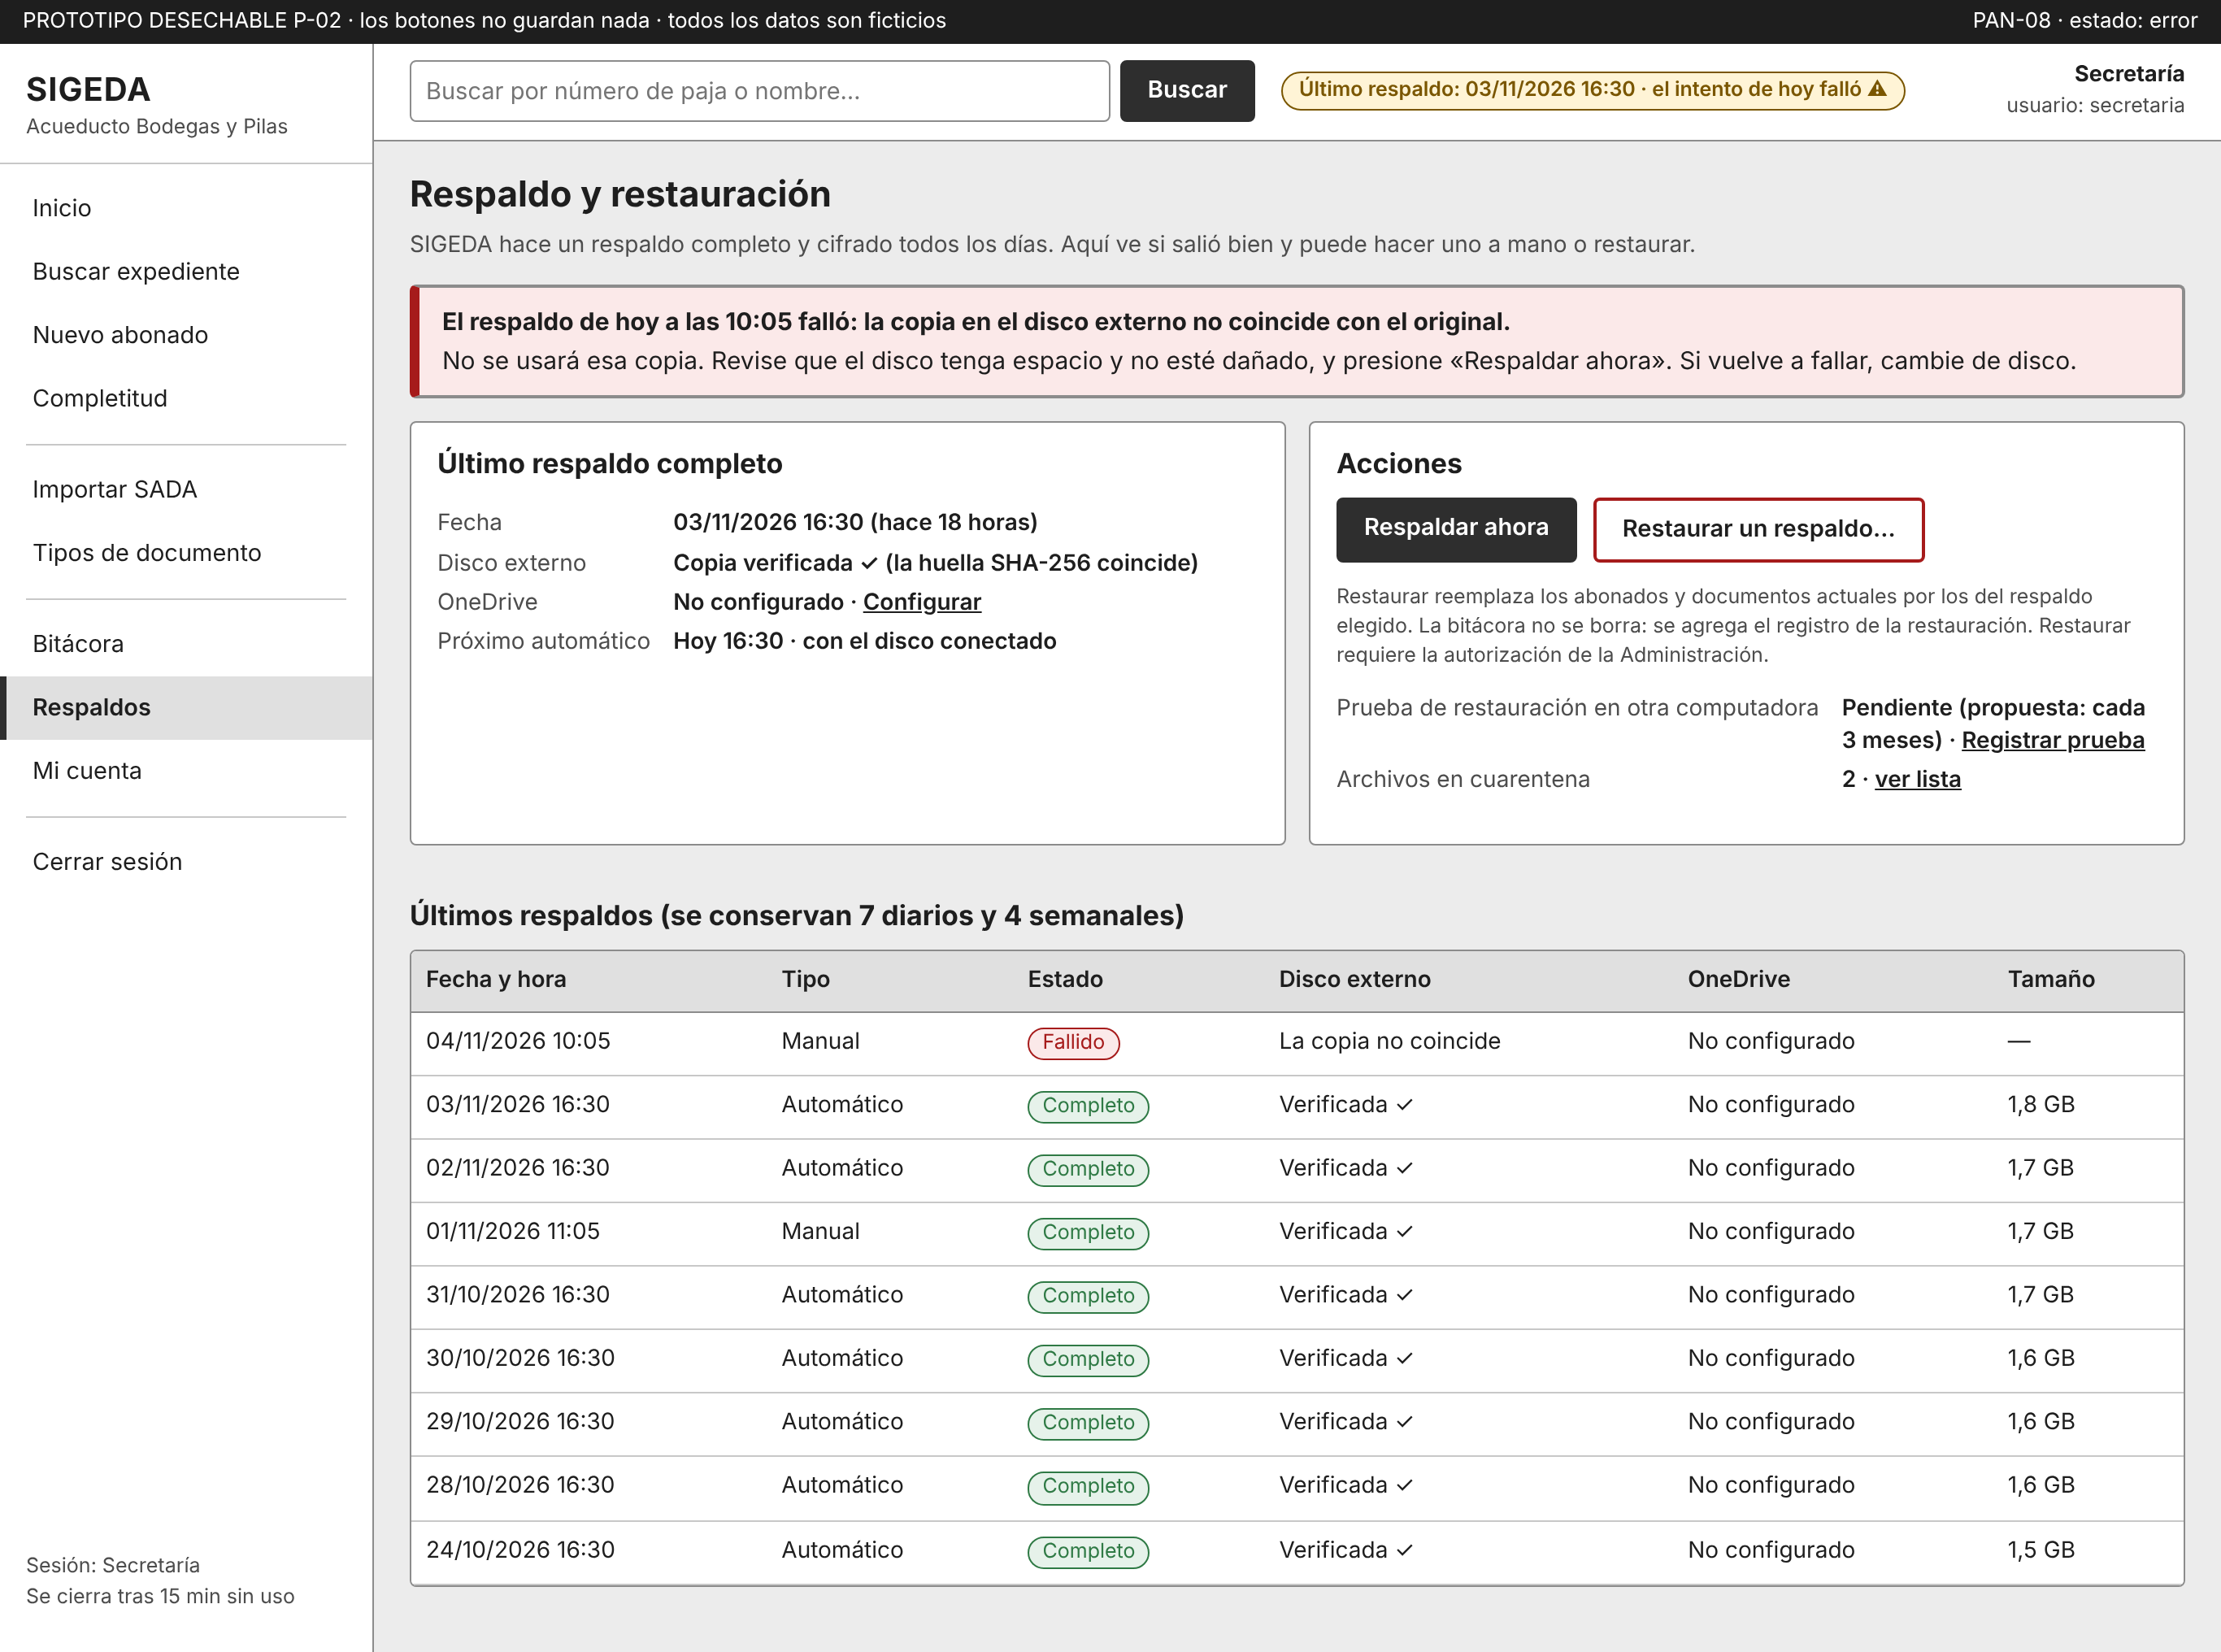 PROTOTIPO DESECHABLE P-02 · los botones no guardan nada · todos los datos son ficticios
PAN-08 · estado: error
SIGEDA
Acueducto Bodegas y Pilas
Inicio
Buscar expediente
Nuevo abonado
Completitud
Importar SADA
Tipos de documento
Bitácora
Respaldos
Mi cuenta
Cerrar sesión
Sesión: Secretaría
Se cierra tras 15 min sin uso
Buscar por número de paja o nombre...
Buscar
Último respaldo: 03/11/2026 16:30 · el intento de hoy falló ⚠
Secretaría
usuario: secretaria
Respaldo y restauración
SIGEDA hace un respaldo completo y cifrado todos los días. Aquí ve si salió bien y puede hacer uno a mano o restaurar.
El respaldo de hoy a las 10:05 falló: la copia en el disco externo no coincide con el original.
No se usará esa copia. Revise que el disco tenga espacio y no esté dañado, y presione «Respaldar ahora». Si vuelve a fallar, cambie de disco.
Último respaldo completo
Fecha 03/11/2026 16:30 (hace 18 horas)
Disco externo Copia verificada ✓ (la huella SHA-256 coincide)
OneDrive No configurado · Configurar
Próximo automático Hoy 16:30 · con el disco conectado
Acciones
Respaldar ahora
Restaurar un respaldo...
Restaurar reemplaza los abonados y documentos actuales por los del respaldo
elegido. La bitácora no se borra: se agrega el registro de la restauración. Restaurar
requiere la autorización de la Administración.
Prueba de restauración en otra computadora Pendiente (propuesta: cada
3 meses) · Registrar prueba
Archivos en cuarentena 2 · ver lista
Últimos respaldos (se conservan 7 diarios y 4 semanales)
Fecha y hora Tipo Estado Disco externo OneDrive Tamaño
04/11/2026 10:05 Manual Fallido La copia no coincide No configurado —
03/11/2026 16:30 Automático Completo Verificada ✓ No configurado 1,8 GB
02/11/2026 16:30 Automático Completo Verificada ✓ No configurado 1,7 GB
01/11/2026 11:05 Manual Completo Verificada ✓ No configurado 1,7 GB
31/10/2026 16:30 Automático Completo Verificada ✓ No configurado 1,7 GB
30/10/2026 16:30 Automático Completo Verificada ✓ No configurado 1,6 GB
29/10/2026 16:30 Automático Completo Verificada ✓ No configurado 1,6 GB
28/10/2026 16:30 Automático Completo Verificada ✓ No configurado 1,6 GB
24/10/2026 16:30 Automático Completo Verificada ✓ No configurado 1,5 GB